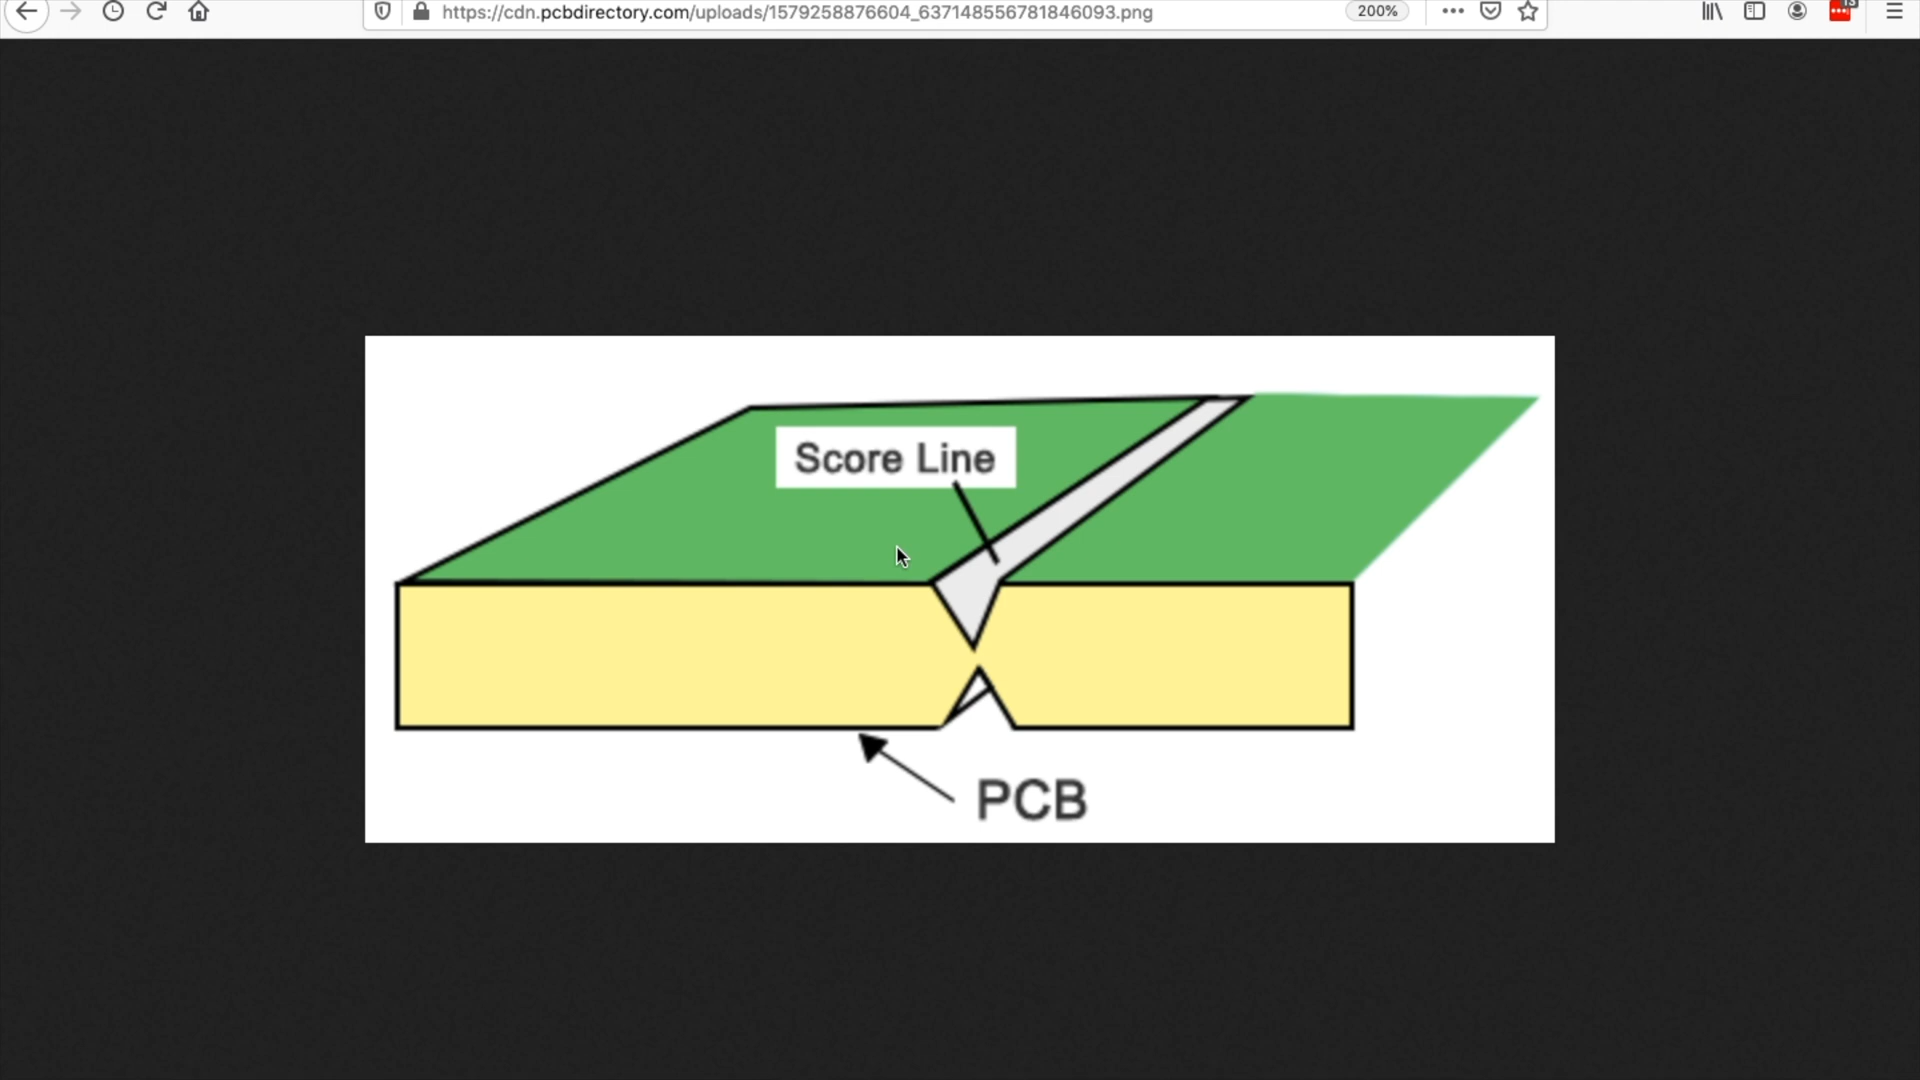 https://cdn.pcbdirectory.com/uploads/1579258876604_637148556781846093.png
200%
Score Line
PCB